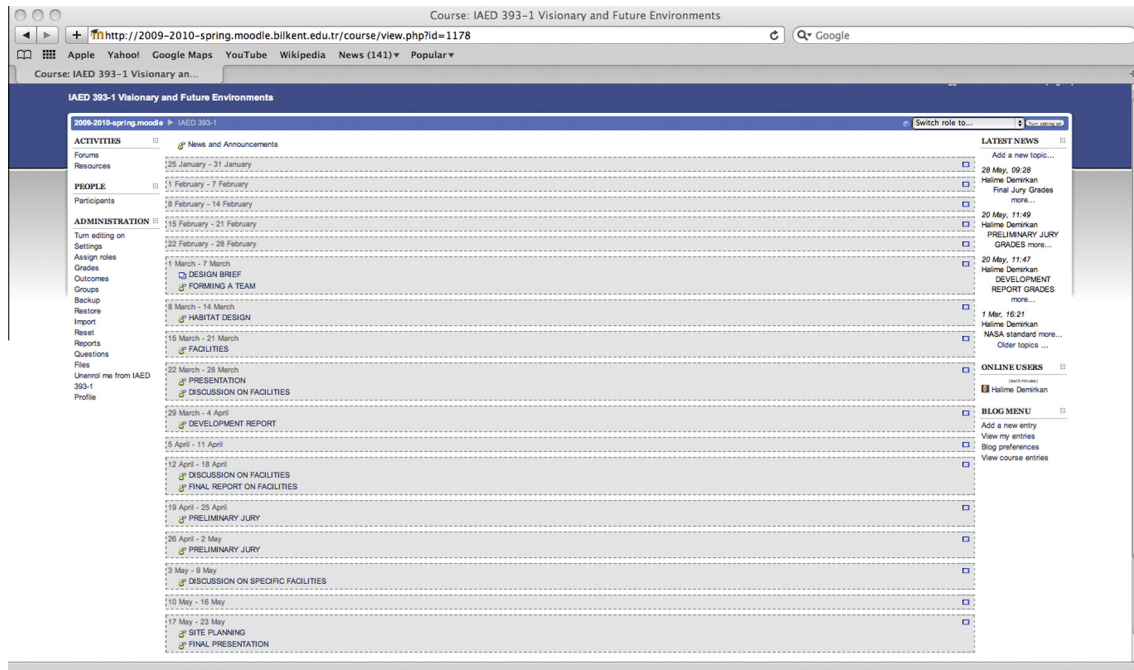 Course: IAED 393-1 Visionary and Future Environments
http://2009-2010-spring.moodle.bilkent.edu.tr/course/view.php?id=1178
Google
Apple Yahoo! Google Maps YouTube Wikipedia News (141) Popular
Course: IAED 393-1 Visionary an...
IAED 393-1 Visionary and Future Environments
2009-2010-spring.moodle ► IAED 393-1
Switch role to...
Turn editing on
ACTIVITIES
Forums
Resources
PEOPLE
Participants
ADMINISTRATION
Turn editing on
Settings
Assign roles
Grades
Outcomes
Groups
Backup
Restore
Import
Reset
Reports
Questions
Files
Unenrol me from IAED
393-1
Profile
News and Announcements
25 January - 31 January
1 February - 7 February
8 February - 14 February
15 February - 21 February
22 February - 28 February
1 March - 7 March
DESIGN BRIEF
FORMIING A TEAM
8 March - 14 March
HABITAT DESIGN
15 March - 21 March
FACILITIES
22 March - 28 March
PRESENTATION
DISCUSSION ON FACILITIES
29 March - 4 April
DEVELOPMENT REPORT
5 April - 11 April
12 April - 18 April
DISCUSSION ON FACILITIES
FINAL REPORT ON FACILITIES
19 April - 25 April
PRELIMINARY JURY
26 April - 2 May
PRELIMINARY JURY
3 May - 9 May
DISCUSSION ON SPECIFIC FACILITIES
10 May - 16 May
17 May - 23 May
SITE PLANNING
FINAL PRESENTATION
LATEST NEWS
Add a new topic...
28 May, 09:28
Halime Demirkan
Final Jury Grades
more...
20 May, 11:49
Halime Demirkan
PRELIMINARY JURY
GRADES more...
20 May, 11:47
Halime Demirkan
DEVELOPMENT
REPORT GRADES
more...
1 Mar, 16:21
Halime Demirkan
NASA standard more...
Older topics ...
ONLINE USERS
(last 5 minutes)
Halime Demirkan
BLOG MENU
Add a new entry
View my entries
Blog preferences
View course entries